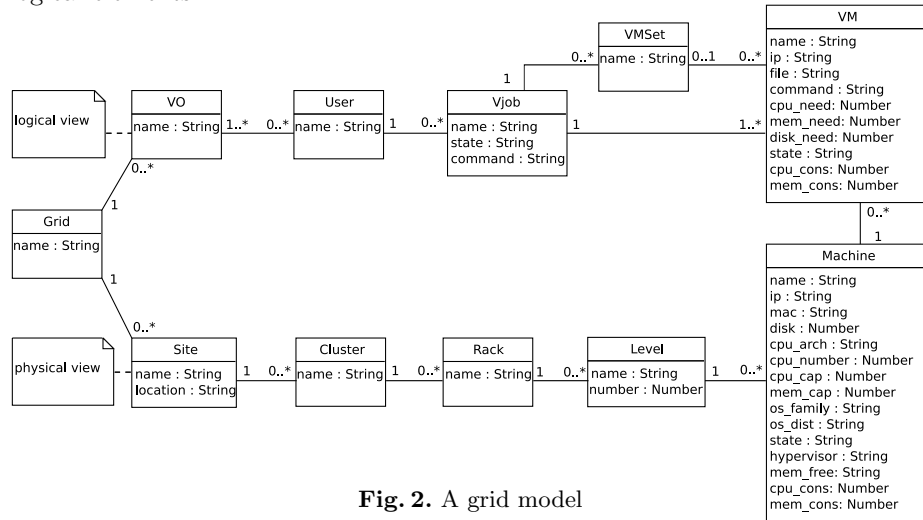 VM
name : String
ip : String
file : String
command : String
cpu_need: Number
mem_need: Number
disk_need: Number
state : String
cpu_cons: Number
mem_cons: Number
VMSet
name : String
0..*
0..1
0..*
1
logical view
VO
name : String
1..*
0..*
User
name : String
1
0..*
Vjob
name : String
state : String
command : String
1
1..*
0..*
1
Grid
name : String
1
0..*
0..*
1
physical view
Site
name : String
location : String
1
0..*
Cluster
name : String
1
0..*
Rack
name : String
1
0..*
Level
name : String
number : Number
1
0..*
Machine
name : String
ip : String
mac : String
disk : Number
cpu_arch : String
cpu_number : Number
cpu_cap : Number
mem_cap : Number
os_family : String
os_dist : String
state : String
hypervisor : String
mem_free: String
cpu_cons: Number
mem_cons: Number
Fig. 2. A grid model